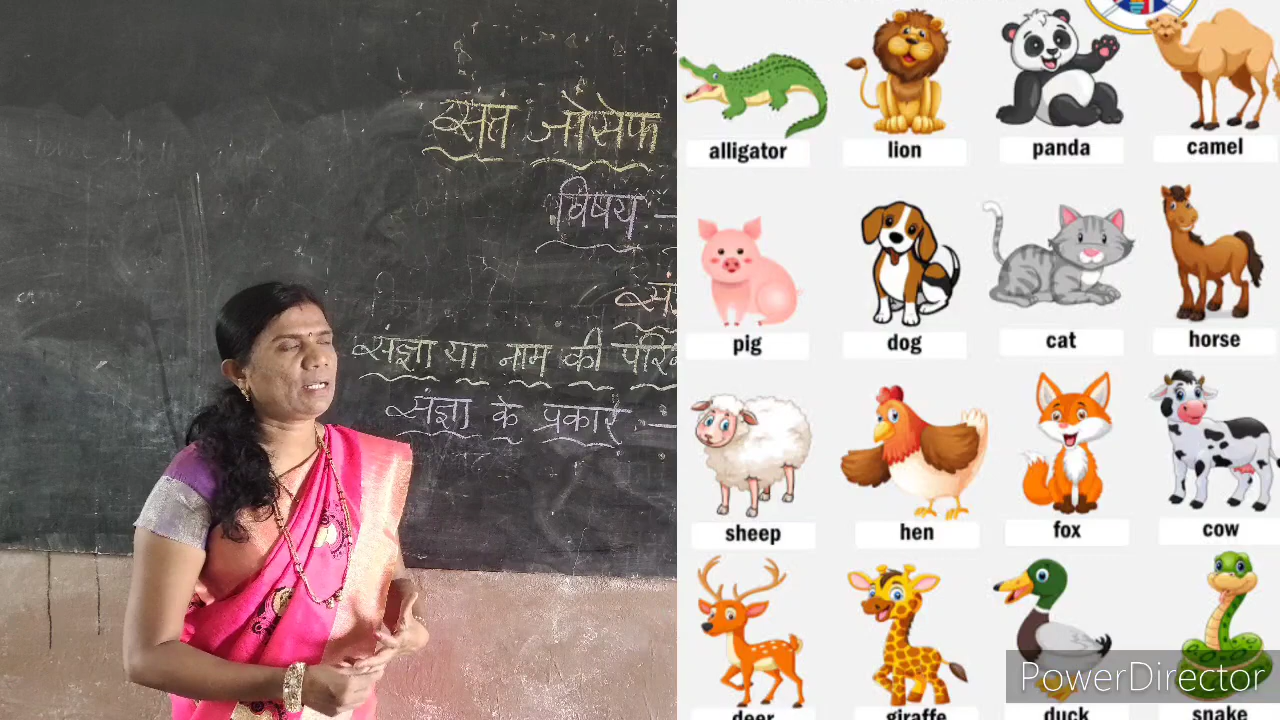 संत जोसेफ
विषय :-
संज्ञा या नाम की
संज्ञा के प्रकार :-
alligator lion panda camel
pig dog cat horse
sheep hen fox cow
deer giraffe duck snake
PowerDirector